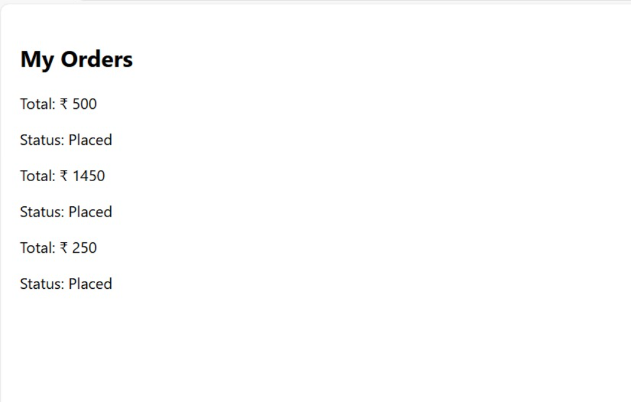 My Orders
Total: ₹ 500
Status: Placed
Total: ₹ 1450
Status: Placed
Total: ₹ 250
Status: Placed